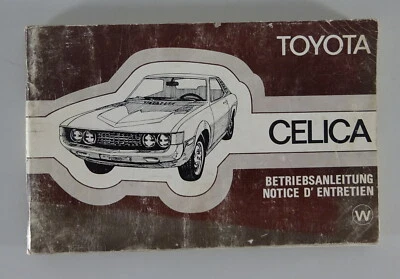 TOYOTA
CELICA
BETRIEBSANLEITUNG
NOTICE D' ENTRETIEN
W